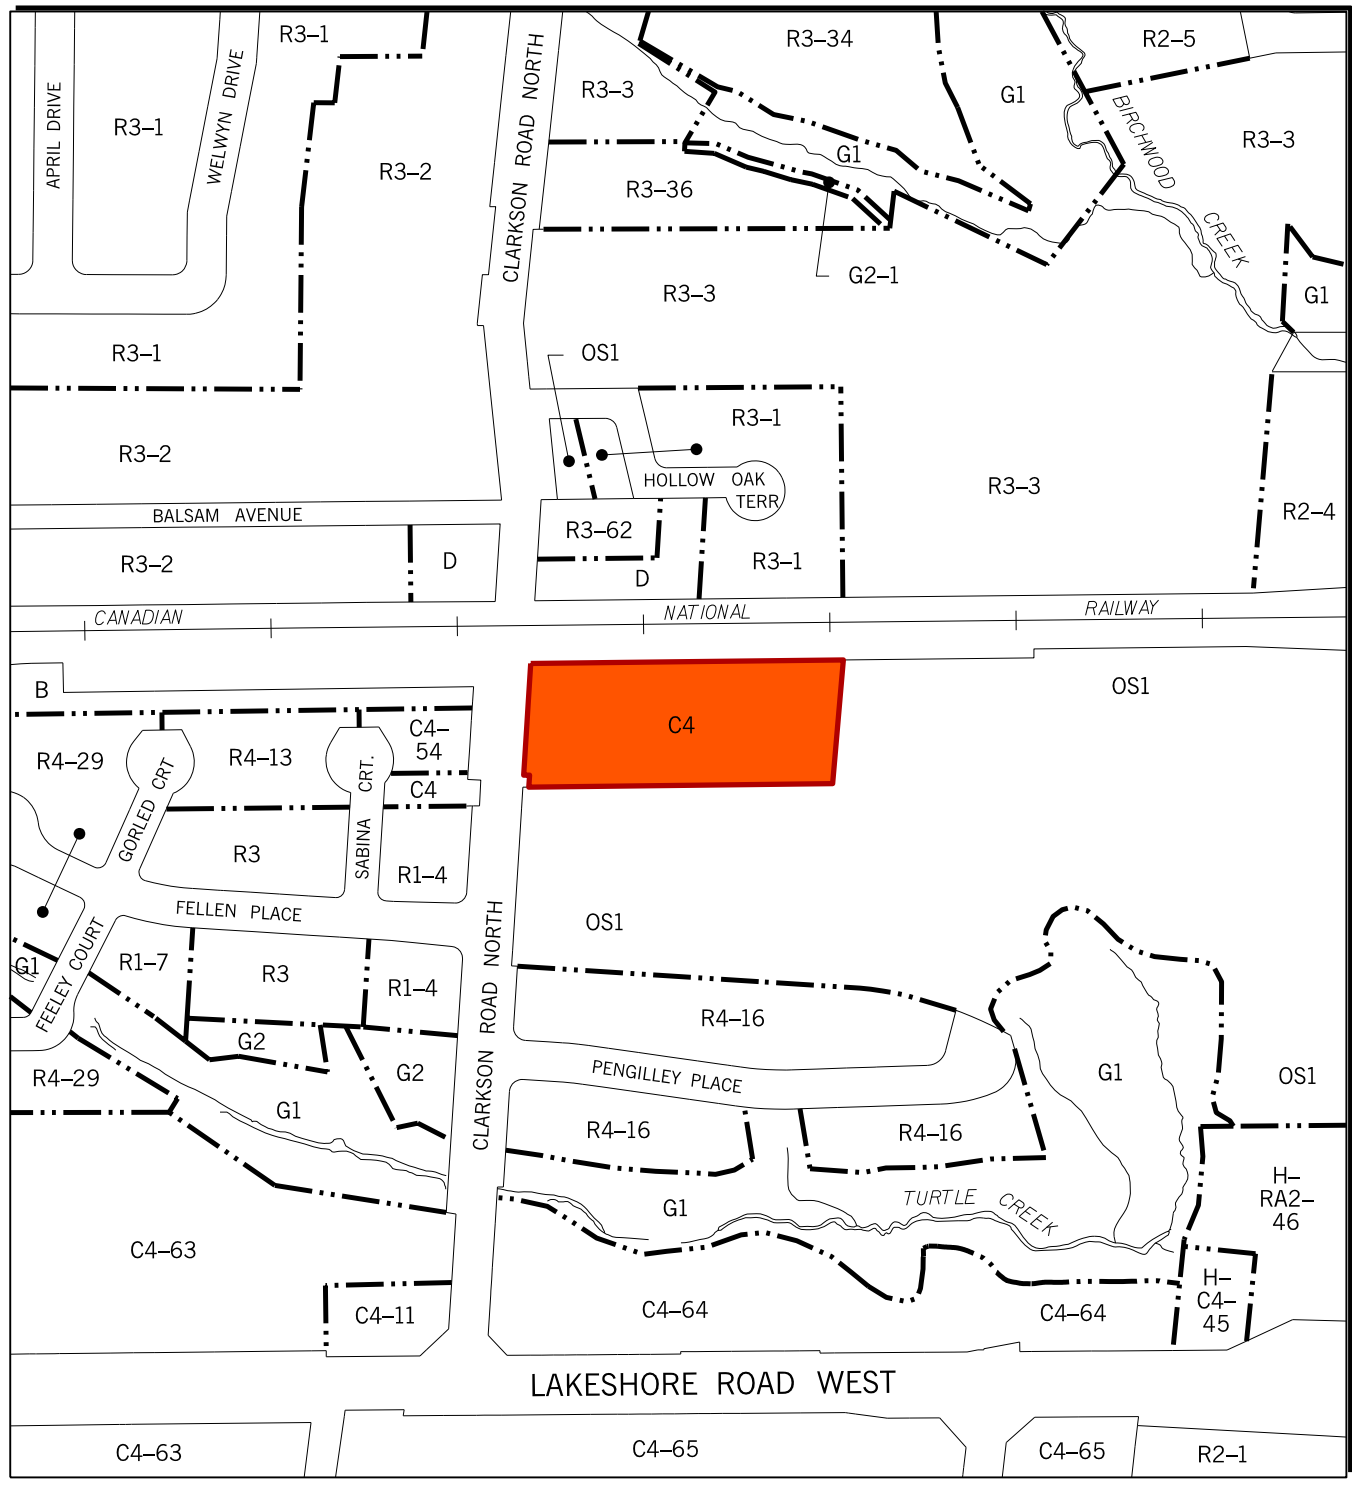 R3–1
R3–34
R2–5
APRIL DRIVE
WELWYN DRIVE
CLARKSON ROAD NORTH
R3–3
G1
BIRCHWOOD
CREEK
R3–1
R3–3
G1
R3–2
R3–36
G2–1
R3–3
G1
R3–1
OS1
R3–1
R3–2
HOLLOW OAK
TERR
R3–3
R2–4
BALSAM AVENUE
R3–62
R3–2
D
D
R3–1
CANADIAN
NATIONAL
RAILWAY
B
OS1
C4
C4–
54
R4–29
R4–13
C4
GORLED CRT
SABINA CRT.
R3
R1–4
FELLEN PLACE
OS1
CLARKSON ROAD NORTH
G1
FEELEY COURT
R1–7
R3
R1–4
R4–16
G2
G2
R4–29
PENGILLEY PLACE
G1
OS1
G1
R4–16
R4–16
H–
RA2–
46
TURTLE CREEK
G1
C4–63
H–
C4–
45
C4–11
C4–64
C4–64
LAKESHORE ROAD WEST
C4–63
C4–65
C4–65
R2–1